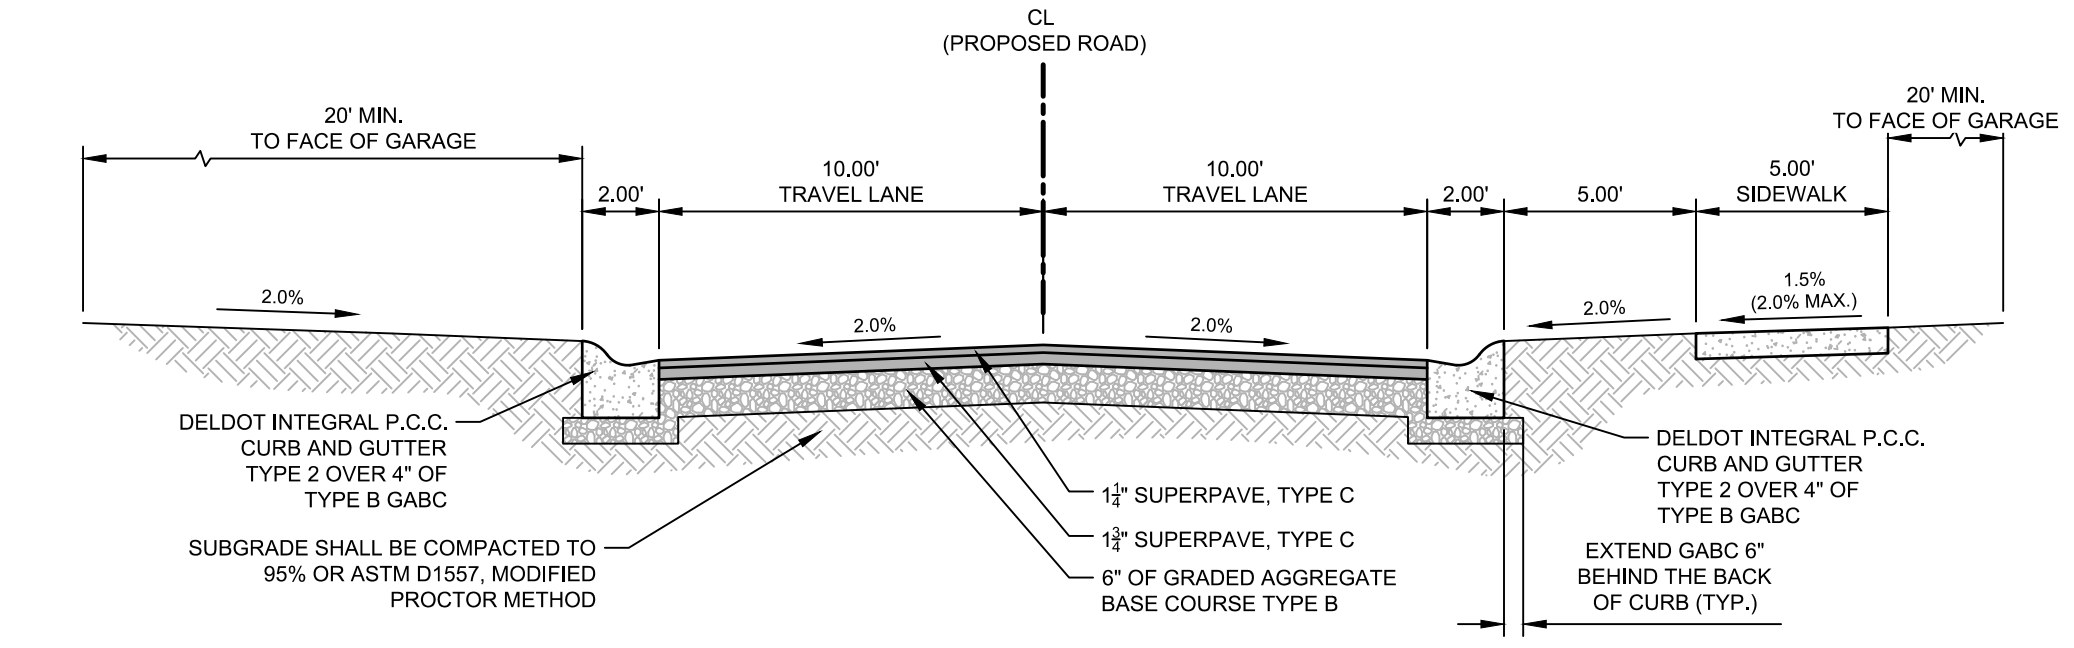 CL
(PROPOSED ROAD)
20' MIN.
TO FACE OF GARAGE
20' MIN.
TO FACE OF GARAGE
2.00'
10.00'
TRAVEL LANE
10.00'
TRAVEL LANE
2.00'
5.00'
5.00'
SIDEWALK
2.0%
2.0%
2.0%
2.0%
1.5%
(2.0% MAX.)
DELDOT INTEGRAL P.C.C.
CURB AND GUTTER
TYPE 2 OVER 4" OF
TYPE B GABC
SUBGRADE SHALL BE COMPACTED TO
95% OR ASTM D1557, MODIFIED
PROCTOR METHOD
1 1/4" SUPERPAVE, TYPE C
1 3/4" SUPERPAVE, TYPE C
6" OF GRADED AGGREGATE
BASE COURSE TYPE B
DELDOT INTEGRAL P.C.C.
CURB AND GUTTER
TYPE 2 OVER 4" OF
TYPE B GABC
EXTEND GABC 6"
BEHIND THE BACK
OF CURB (TYP.)